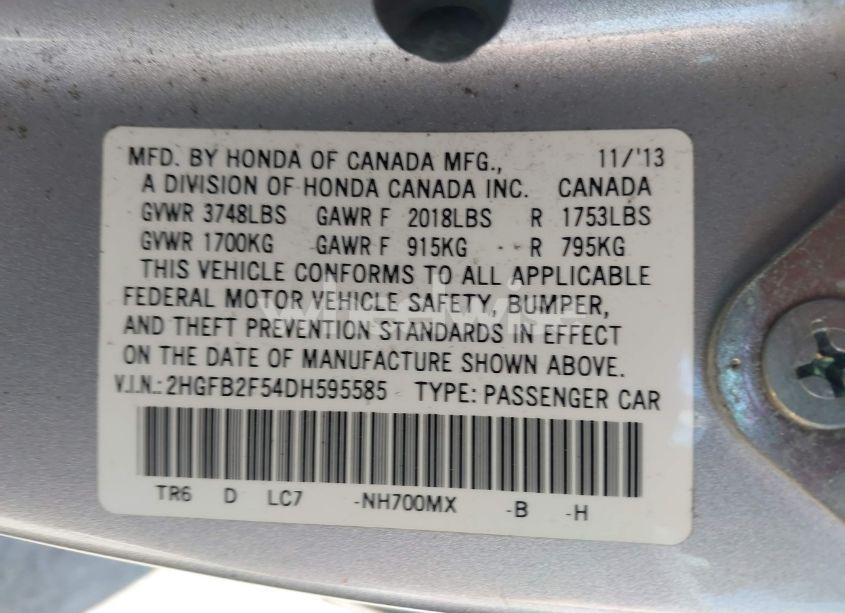 MFD. BY HONDA OF CANADA MFG., 11/'13
A DIVISION OF HONDA CANADA INC. CANADA
GVWR 3748LBS GAWR F 2018LBS R 1753LBS
GVWR 1700KG GAWR F 915KG R 795KG
THIS VEHICLE CONFORMS TO ALL APPLICABLE
FEDERAL MOTOR VEHICLE SAFETY, BUMPER,
wheelwise
AND THEFT PREVENTION STANDARDS IN EFFECT
ON THE DATE OF MANUFACTURE SHOWN ABOVE.
V.I.N.: 2HGFB2F54DH595585 TYPE: PASSENGER CAR
TR6 D LC7 -NH700MX -B -H